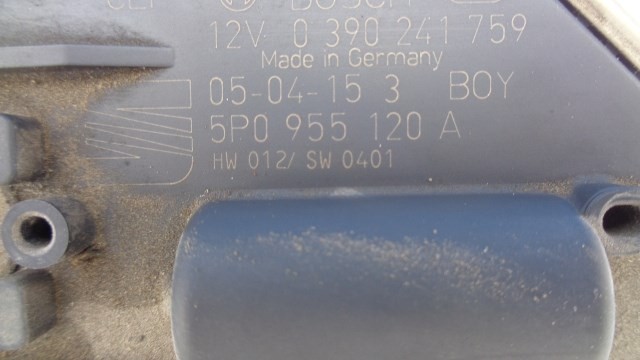 BOSCH
12V 0 390 241 759
Made in Germany
05-04-15 3 BOY
5P0 955 120 A
HW 012/ SW 0401